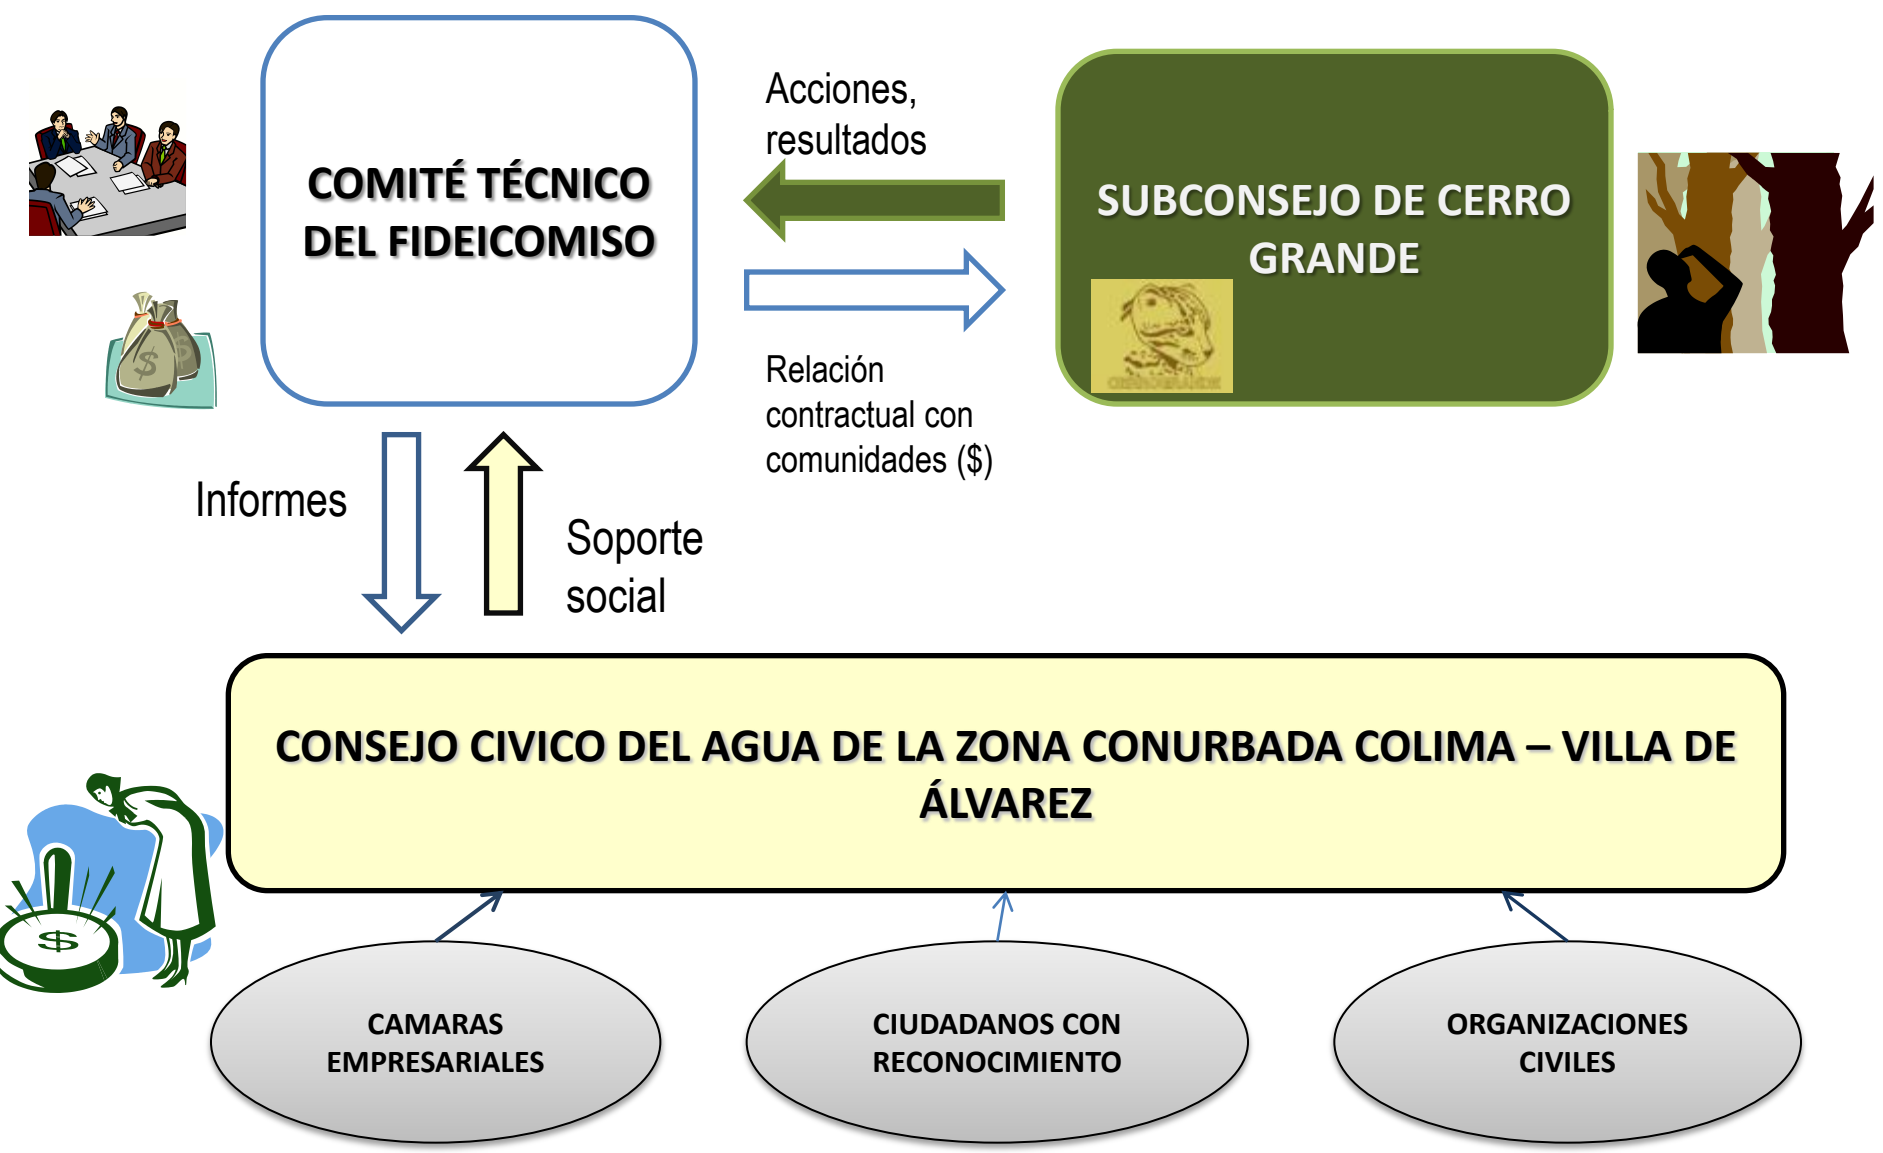 COMITÉ TÉCNICO
DEL FIDEICOMISO
Acciones,
resultados
SUBCONSEJO DE CERRO
GRANDE
Relación
contractual con
comunidades ($)
Informes
Soporte
social
CONSEJO CIVICO DEL AGUA DE LA ZONA CONURBADA COLIMA – VILLA DE
ÁLVAREZ
CAMARAS
EMPRESARIALES
CIUDADANOS CON
RECONOCIMIENTO
ORGANIZACIONES
CIVILES